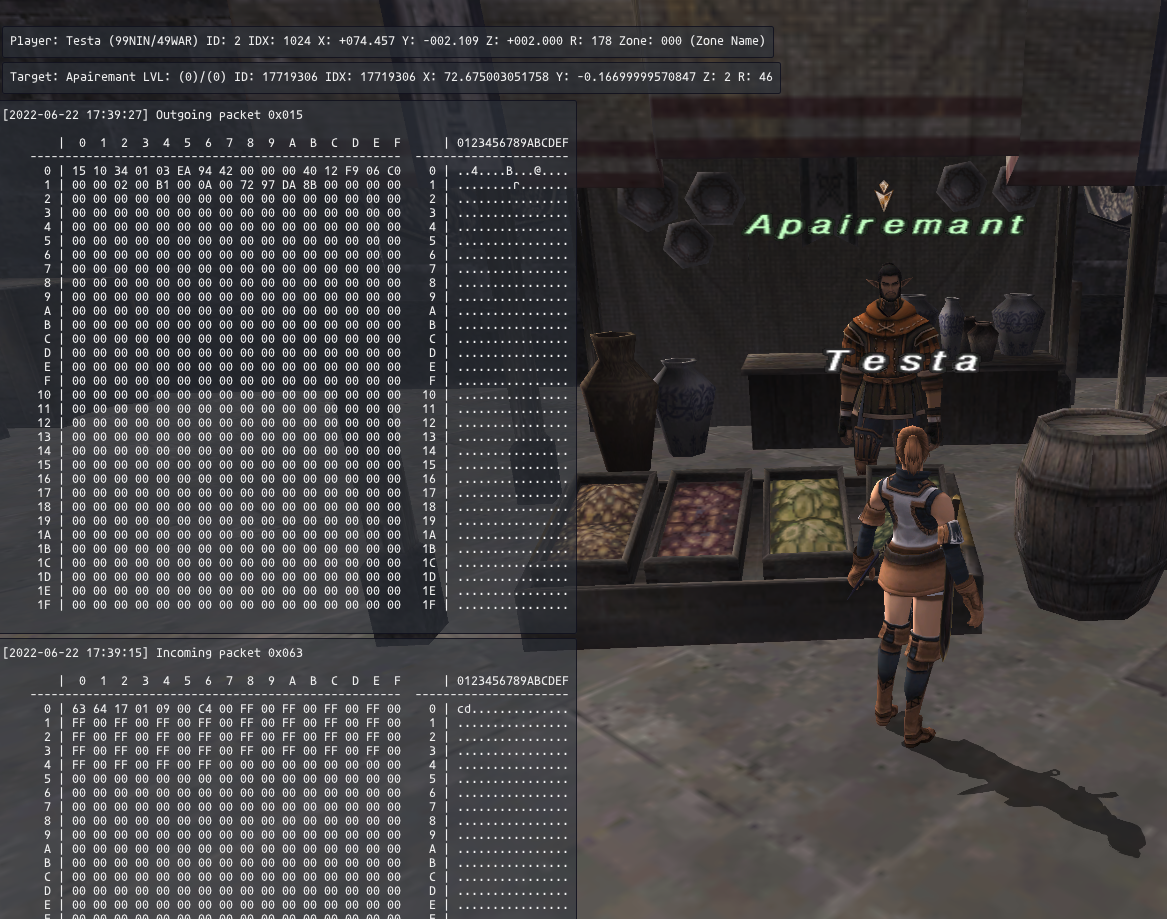 Player: Testa (99NIN/49WAR) ID: 2 IDX: 1024 X: +074.457 Y: -002.109 Z: +002.000 R: 178 Zone: 000 (Zone Name)
Target: Apairemant LVL: (0)/(0) ID: 17719306 IDX: 17719306 X: 72.675003051758 Y: -0.16699999570847 Z: 2 R: 46
[2022-06-22 17:39:27] Outgoing packet 0x015
| 0 1 2 3 4 5 6 7 8 9 A B C D E F | 0123456789ABCDEF
----------------------------------------------------- ----------------------
0 | 15 10 34 01 03 EA 94 42 00 00 00 40 12 F9 06 C0 0 | ..4....B...@....
1 | 00 00 02 00 B1 00 0A 00 72 97 DA 8B 00 00 00 00 1 | ........r.......
2 | 00 00 00 00 00 00 00 00 00 00 00 00 00 00 00 00 2 | ................
3 | 00 00 00 00 00 00 00 00 00 00 00 00 00 00 00 00 3 | ................
4 | 00 00 00 00 00 00 00 00 00 00 00 00 00 00 00 00 4 | ................
5 | 00 00 00 00 00 00 00 00 00 00 00 00 00 00 00 00 5 | ................
6 | 00 00 00 00 00 00 00 00 00 00 00 00 00 00 00 00 6 | ................
7 | 00 00 00 00 00 00 00 00 00 00 00 00 00 00 00 00 7 | ................
8 | 00 00 00 00 00 00 00 00 00 00 00 00 00 00 00 00 8 | ................
9 | 00 00 00 00 00 00 00 00 00 00 00 00 00 00 00 00 9 | ................
A | 00 00 00 00 00 00 00 00 00 00 00 00 00 00 00 00 A | ................
B | 00 00 00 00 00 00 00 00 00 00 00 00 00 00 00 00 B | ................
C | 00 00 00 00 00 00 00 00 00 00 00 00 00 00 00 00 C | ................
D | 00 00 00 00 00 00 00 00 00 00 00 00 00 00 00 00 D | ................
E | 00 00 00 00 00 00 00 00 00 00 00 00 00 00 00 00 E | ................
F | 00 00 00 00 00 00 00 00 00 00 00 00 00 00 00 00 F | ................
10 | 00 00 00 00 00 00 00 00 00 00 00 00 00 00 00 00 10 | ................
11 | 00 00 00 00 00 00 00 00 00 00 00 00 00 00 00 00 11 | ................
12 | 00 00 00 00 00 00 00 00 00 00 00 00 00 00 00 00 12 | ................
13 | 00 00 00 00 00 00 00 00 00 00 00 00 00 00 00 00 13 | ................
14 | 00 00 00 00 00 00 00 00 00 00 00 00 00 00 00 00 14 | ................
15 | 00 00 00 00 00 00 00 00 00 00 00 00 00 00 00 00 15 | ................
16 | 00 00 00 00 00 00 00 00 00 00 00 00 00 00 00 00 16 | ................
17 | 00 00 00 00 00 00 00 00 00 00 00 00 00 00 00 00 17 | ................
18 | 00 00 00 00 00 00 00 00 00 00 00 00 00 00 00 00 18 | ................
19 | 00 00 00 00 00 00 00 00 00 00 00 00 00 00 00 00 19 | ................
1A | 00 00 00 00 00 00 00 00 00 00 00 00 00 00 00 00 1A | ................
1B | 00 00 00 00 00 00 00 00 00 00 00 00 00 00 00 00 1B | ................
1C | 00 00 00 00 00 00 00 00 00 00 00 00 00 00 00 00 1C | ................
1D | 00 00 00 00 00 00 00 00 00 00 00 00 00 00 00 00 1D | ................
1E | 00 00 00 00 00 00 00 00 00 00 00 00 00 00 00 00 1E | ................
1F | 00 00 00 00 00 00 00 00 00 00 00 00 00 00 00 00 1F | ................
Apairemant
Testa
[2022-06-22 17:39:15] Incoming packet 0x063
| 0 1 2 3 4 5 6 7 8 9 A B C D E F | 0123456789ABCDEF
----------------------------------------------------- ----------------------
0 | 63 64 17 01 09 00 C4 00 FF 00 FF 00 FF 00 FF 00 0 | cd..............
1 | FF 00 FF 00 FF 00 FF 00 FF 00 FF 00 FF 00 FF 00 1 | ................
2 | FF 00 FF 00 FF 00 FF 00 FF 00 FF 00 FF 00 FF 00 2 | ................
3 | FF 00 FF 00 FF 00 FF 00 FF 00 FF 00 FF 00 FF 00 3 | ................
4 | FF 00 FF 00 FF 00 FF 00 00 00 00 00 00 00 00 00 4 | ................
5 | 00 00 00 00 00 00 00 00 00 00 00 00 00 00 00 00 5 | ................
6 | 00 00 00 00 00 00 00 00 00 00 00 00 00 00 00 00 6 | ................
7 | 00 00 00 00 00 00 00 00 00 00 00 00 00 00 00 00 7 | ................
8 | 00 00 00 00 00 00 00 00 00 00 00 00 00 00 00 00 8 | ................
9 | 00 00 00 00 00 00 00 00 00 00 00 00 00 00 00 00 9 | ................
A | 00 00 00 00 00 00 00 00 00 00 00 00 00 00 00 00 A | ................
B | 00 00 00 00 00 00 00 00 00 00 00 00 00 00 00 00 B | ................
C | 00 00 00 00 00 00 00 00 00 00 00 00 00 00 00 00 C | ................
D | 00 00 00 00 00 00 00 00 00 00 00 00 00 00 00 00 D | ................
E | 00 00 00 00 00 00 00 00 00 00 00 00 00 00 00 00 E | ................